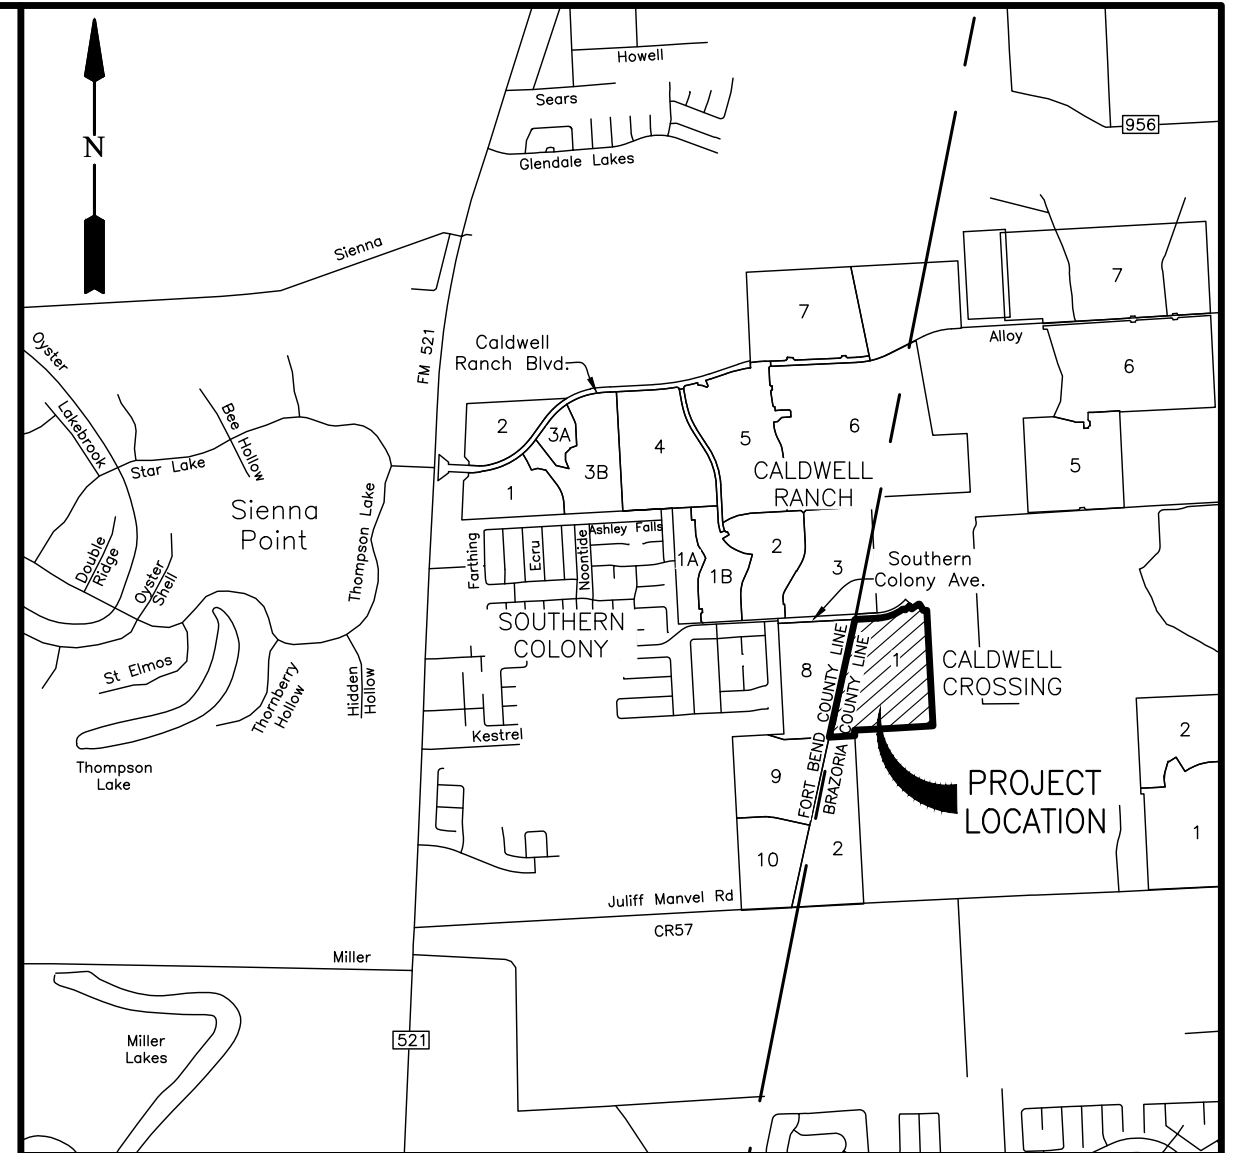 Howell
Sears
956
N
Glendale Lakes
Sienna
7
7
Oyster
FM 521
Caldwell
Ranch Blvd.
Alloy
6
Lakebrook
Bee Hollow
2
3A
4
5
6
Star Lake
3B
5
CALDWELL
RANCH
1
Sienna
Point
Thompson Lake
Farthing
Ecru
Noontide
Ashley Falls
1A
1B
2
3
Southern
Colony Ave.
Double
Ridge
Oyster
Shell
SOUTHERN
COLONY
FORT BEND COUNTY LINE
BRAZORIA COUNTY LINE
8
1
CALDWELL
CROSSING
St Elmos
Thornberry
Hollow
Hidden
Hollow
Kestrel
2
Thompson
Lake
9
PROJECT
LOCATION
1
10
2
Juliff Manvel Rd
CR57
Miller
521
Miller
Lakes